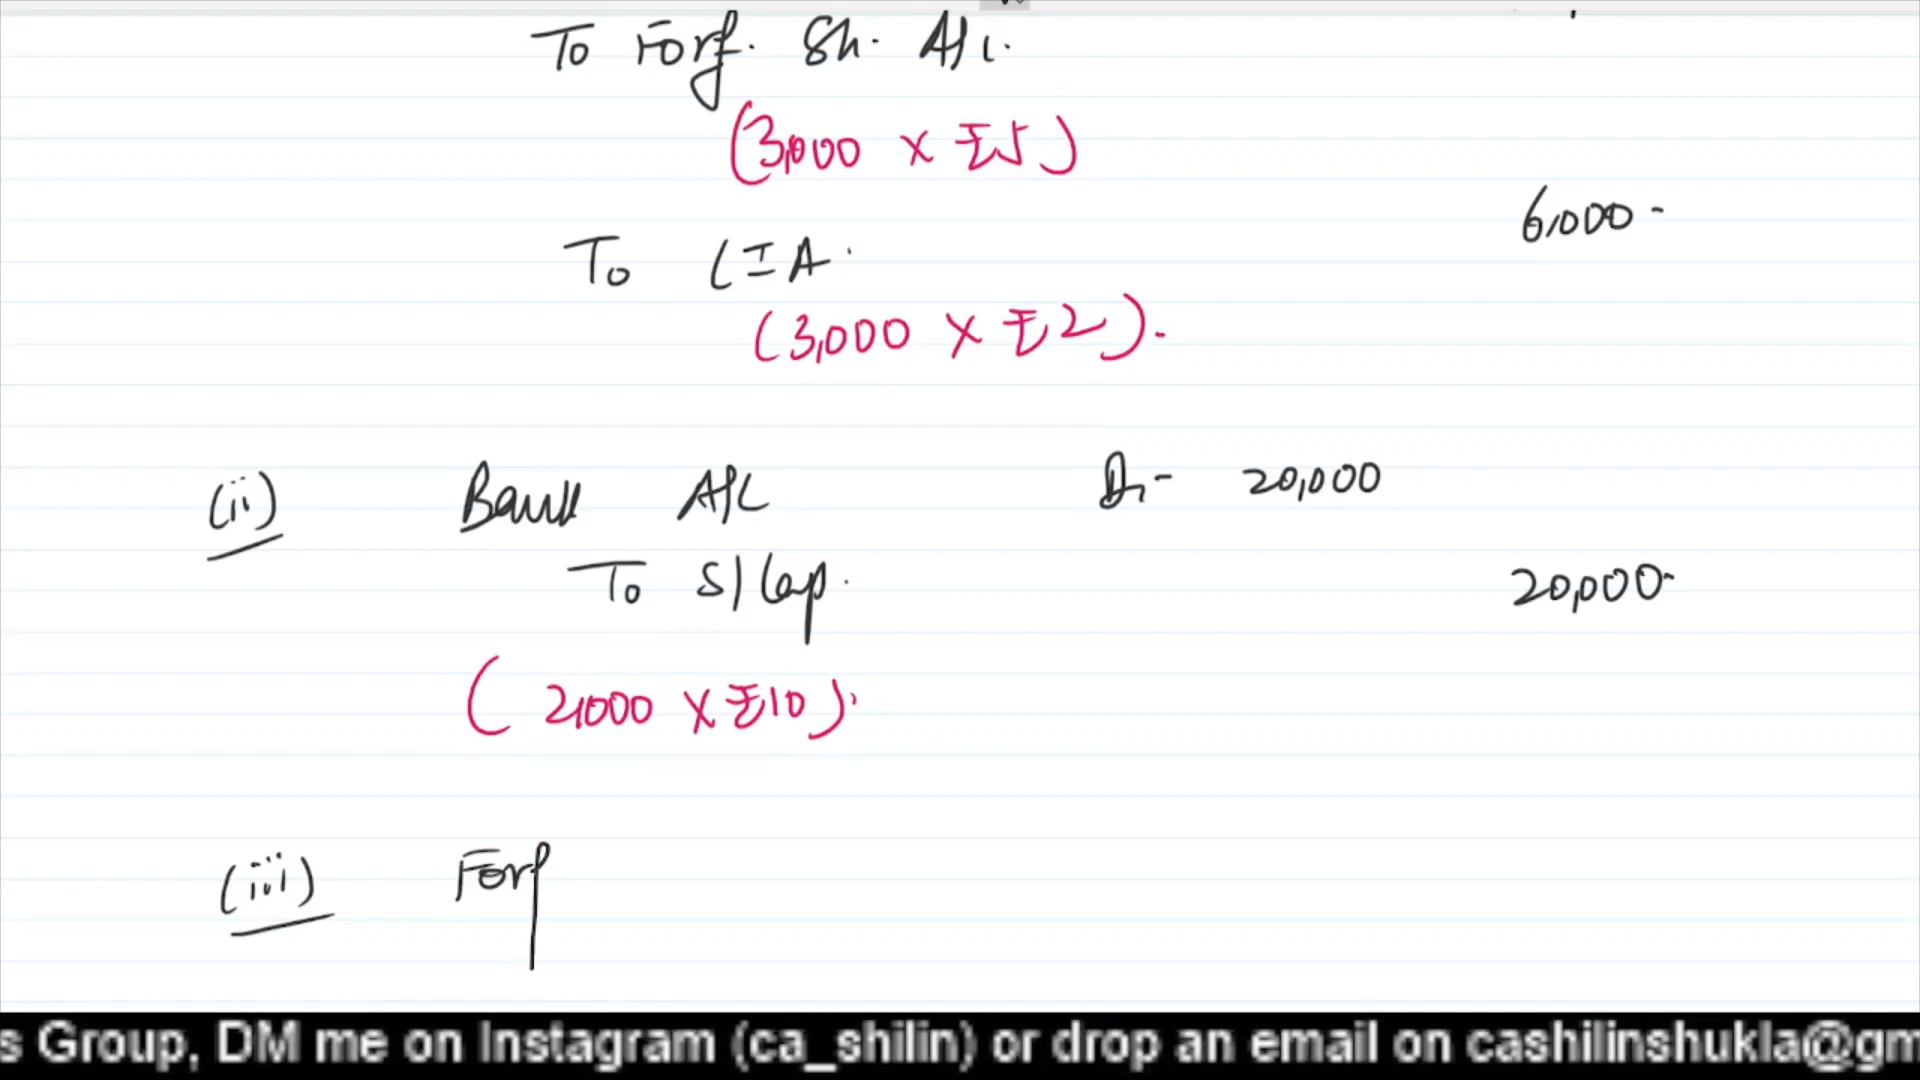 To Forf. Sh. A/c.
(3,000 × ₹5)
6,000-
To CIA.
(3,000 × ₹2).
(ii) Bank A/C Dr- 20,000
To S/Cap. 20,000-
(2,000 × ₹10).
(iii) Forf
s Group, DM me on Instagram (ca_shilin) or drop an email on cashilinshukla@gm